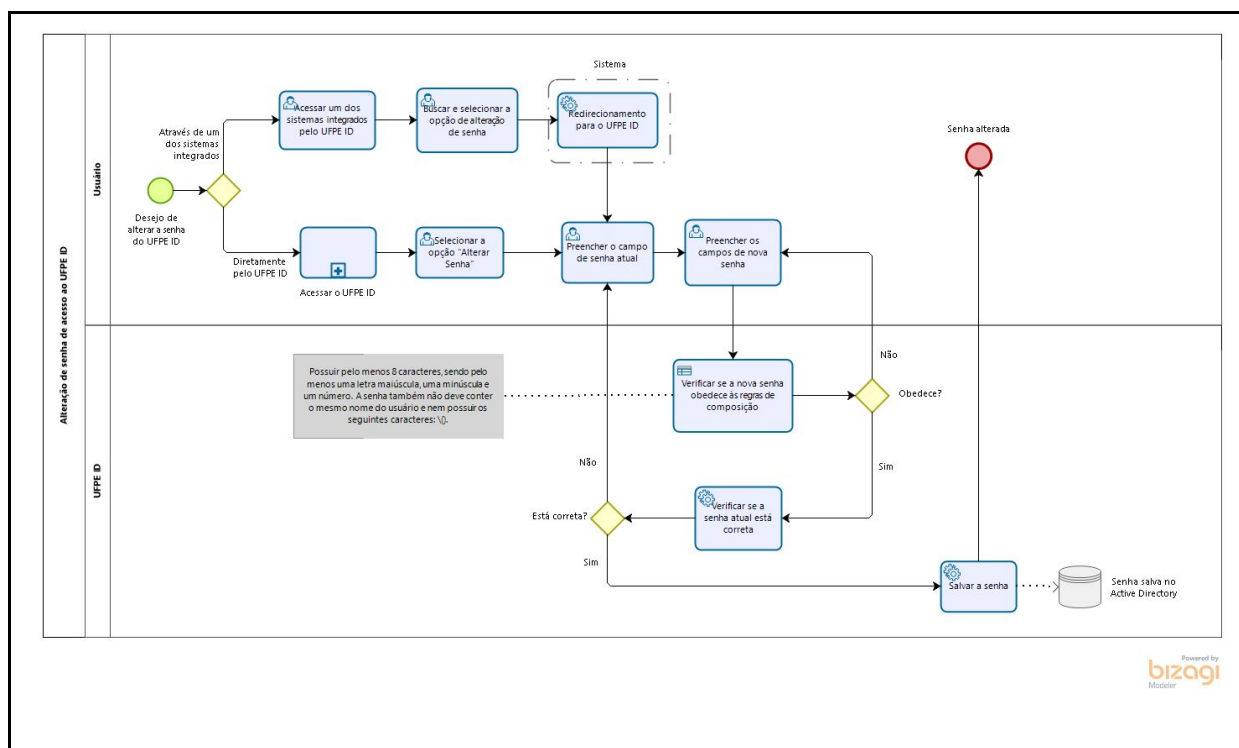 Alteração de senha de acesso ao UFPE ID
Usuário
UFPE ID
Desejo de
alterar a senha
do UFPE ID
Através de um
dos sistemas
integrados
Diretamente
pelo UFPE ID
Acessar um dos
sistemas integrados
pelo UFPE ID
Buscar e selecionar a
opção de alteração
de senha
Sistema
Redirecionamento
para o UFPE ID
Acessar o UFPE ID
Selecionar a
opção "Alterar
Senha"
Preencher o campo
de senha atual
Preencher os
campos de nova
senha
Senha alterada
Possuir pelo menos 8 caracteres, sendo pelo
menos uma letra maiúscula, uma minúscula e
um número. A senha também não deve conter
o mesmo nome do usuário e nem possuir os
seguintes caracteres: \().
Verificar se a nova senha
obedece às regras de
composição
Não
Obedece?
Sim
Verificar se a
senha atual está
correta
Não
Está correta?
Sim
Salvar a senha
Senha salva no
Active Directory
Powered by
bizagi
Modeler